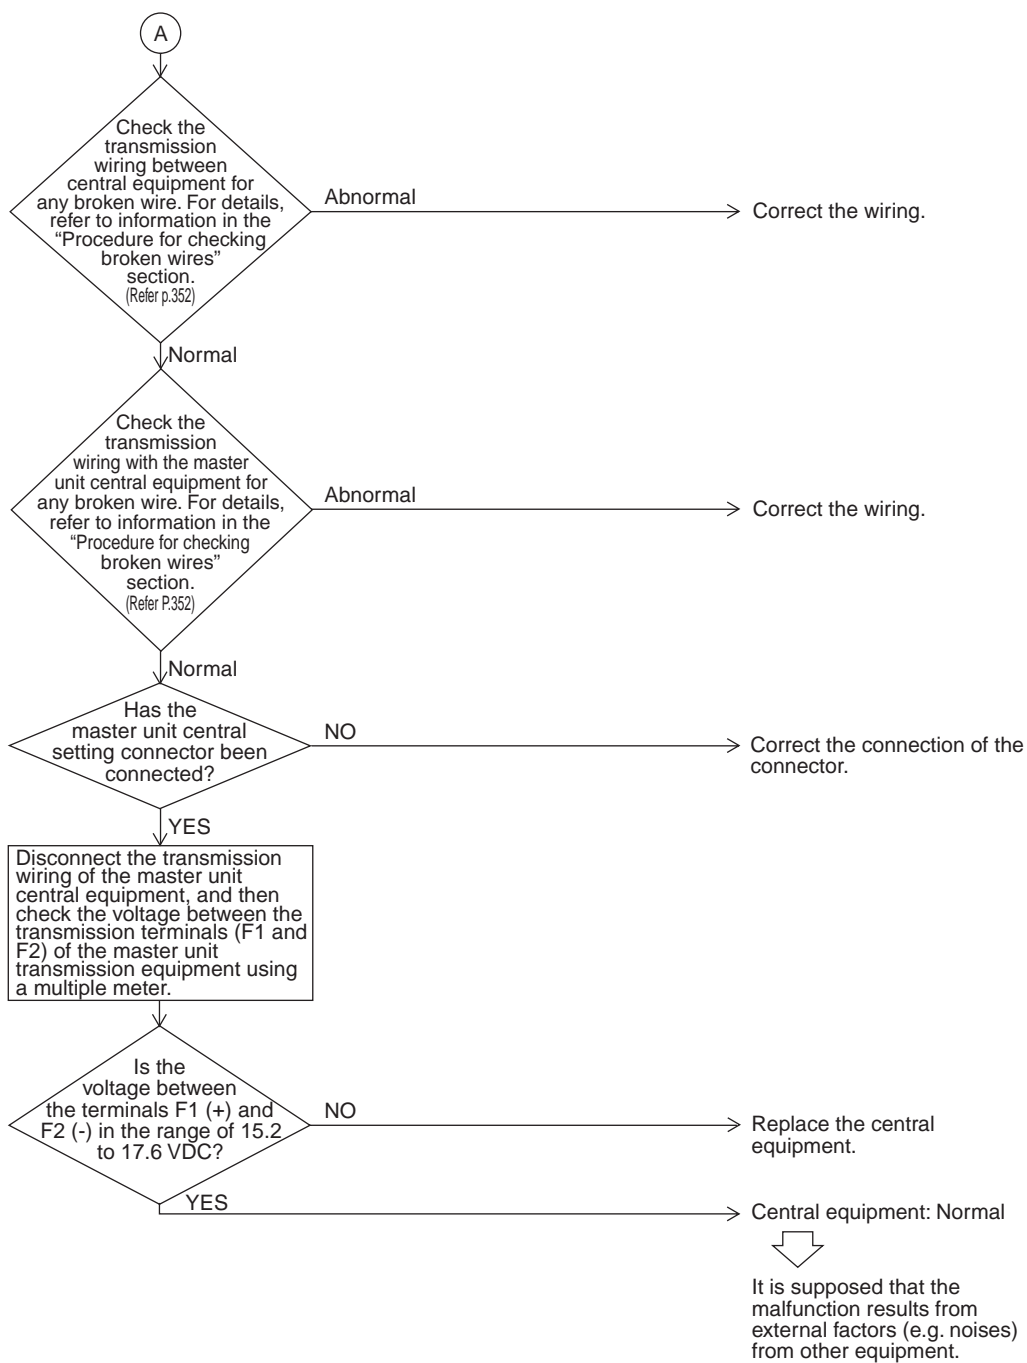 A
Check the
transmission
wiring between
central equipment for
any broken wire. For details,
refer to information in the
“Procedure for checking
broken wires”
section.
(Refer p.352)
Abnormal
Correct the wiring.
Normal
Check the
transmission
wiring with the master
unit central equipment for
any broken wire. For details,
refer to information in the
“Procedure for checking
broken wires”
section.
(Refer P.352)
Abnormal
Correct the wiring.
Normal
Has the
master unit central
setting connector been
connected?
NO
Correct the connection of the
connector.
YES
Disconnect the transmission
wiring of the master unit
central equipment, and then
check the voltage between the
transmission terminals (F1 and
F2) of the master unit
transmission equipment using
a multiple meter.
Is the
voltage between
the terminals F1 (+) and
F2 (-) in the range of 15.2
to 17.6 VDC?
NO
Replace the central
equipment.
YES
Central equipment: Normal
It is supposed that the
malfunction results from
external factors (e.g. noises)
from other equipment.